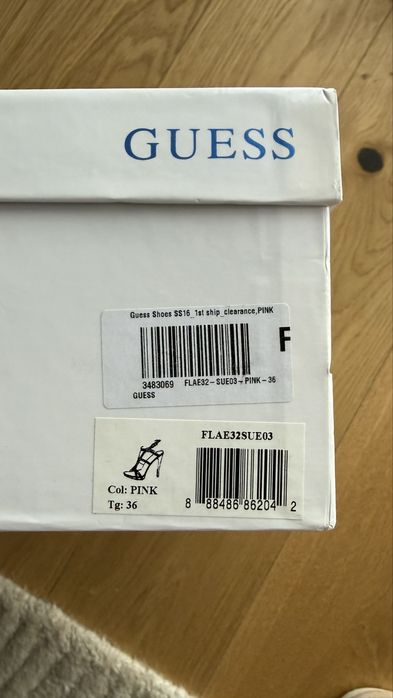 GUESS
Guess Shoes SS16_1st ship_clearance,PINK
F
3483069 FLAE32-SUE03-PINK-36
GUESS
FLAE32SUE03
Col: PINK
Tg: 36
8 88486 86204 2